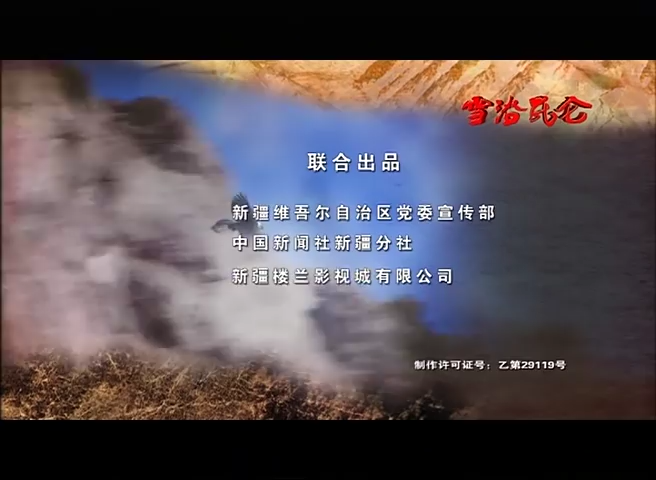 雪浴昆仑
联合出品
新疆维吾尔自治区党委宣传部
中国新闻社新疆分社
新疆楼兰影视城有限公司
制作许可证号：乙第29119号